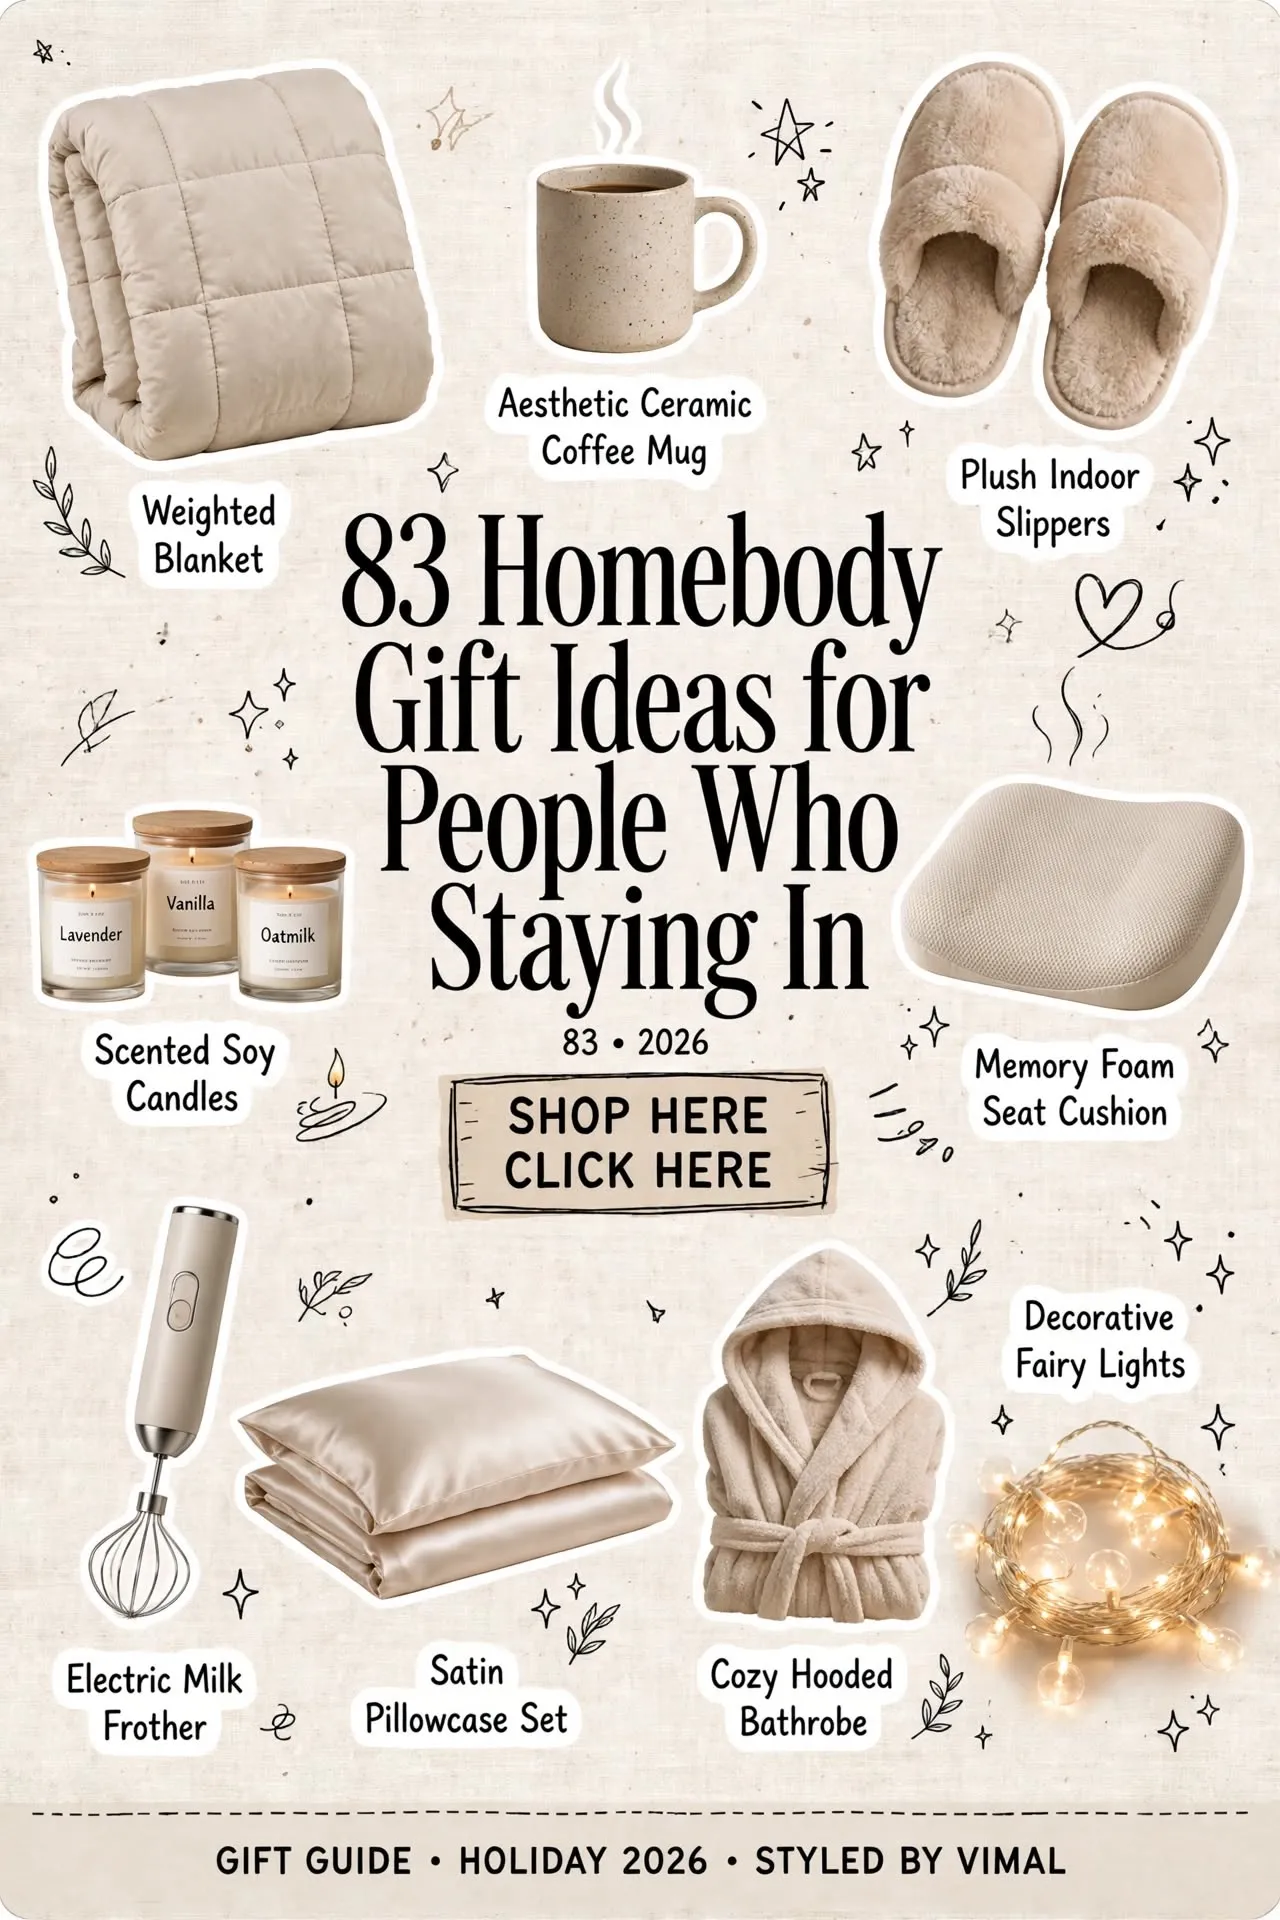 Aesthetic Ceramic
Coffee Mug
Plush Indoor
Slippers
Weighted
Blanket
83 Homebody
Gift Ideas for
People Who
Staying In
83 • 2026
SHOP HERE
CLICK HERE
Lavender
Vanilla
Oatmilk
Scented Soy
Candles
Memory Foam
Seat Cushion
Decorative
Fairy Lights
Electric Milk
Frother
Satin
Pillowcase Set
Cozy Hooded
Bathrobe
GIFT GUIDE • HOLIDAY 2026 • STYLED BY VIMAL